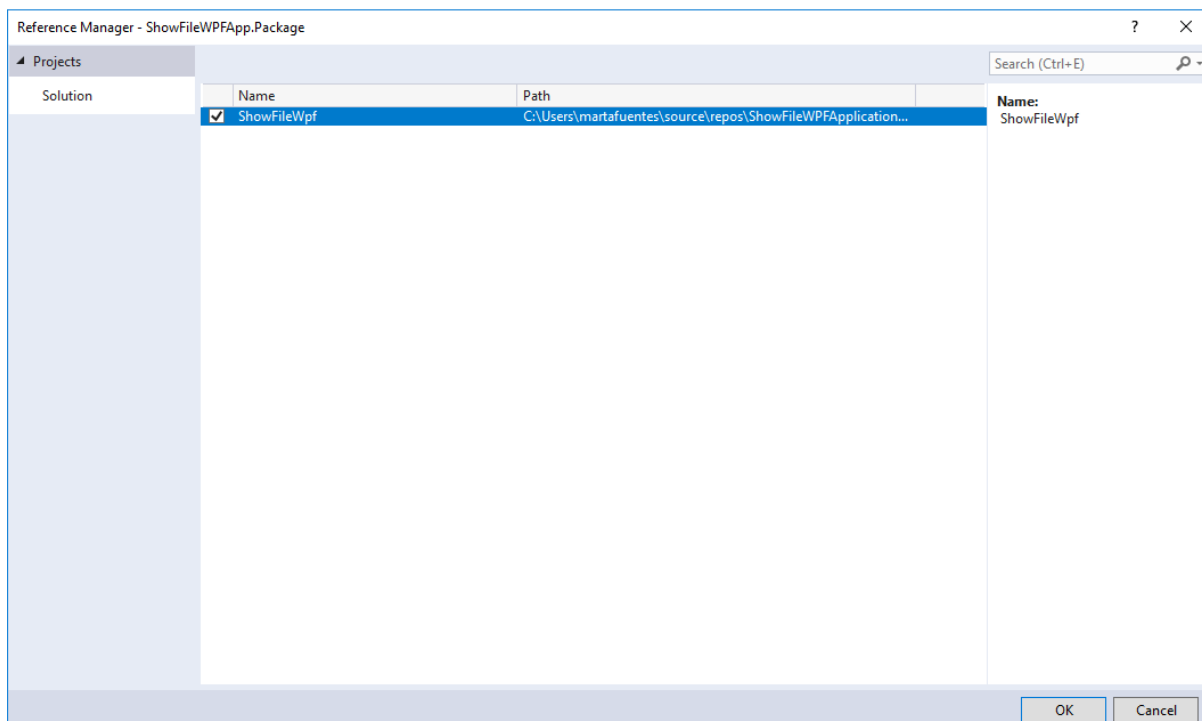 Reference Manager - ShowFileWPFApp.Package ? X
Projects
Search (Ctrl+E)
Solution
Name Path
ShowFileWpf C:\Users\martafuentes\source\repos\ShowFileWPFApplication...
Name:
ShowFileWpf
OK Cancel